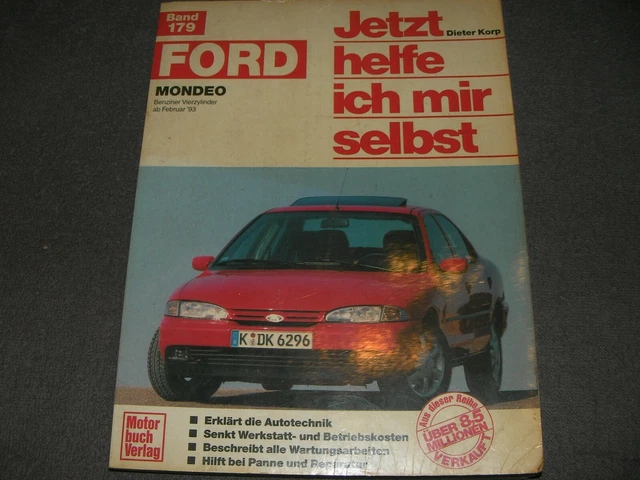 Band
179
FORD
MONDEO
Benziner Vierzylinder
ab Februar '93
Jetzt
Dieter Korp
helfe
ich mir
selbst
Ford
K DK 6296
Motor
buch
Verlag
■ Erklärt die Autotechnik
■ Senkt Werkstatt- und Betriebskosten
■ Beschreibt alle Wartungsarbeiten
■ Hilft bei Panne und Reparatur
Aus dieser Reihe
ÜBER 8,5
MILLIONEN
VERKAUFT